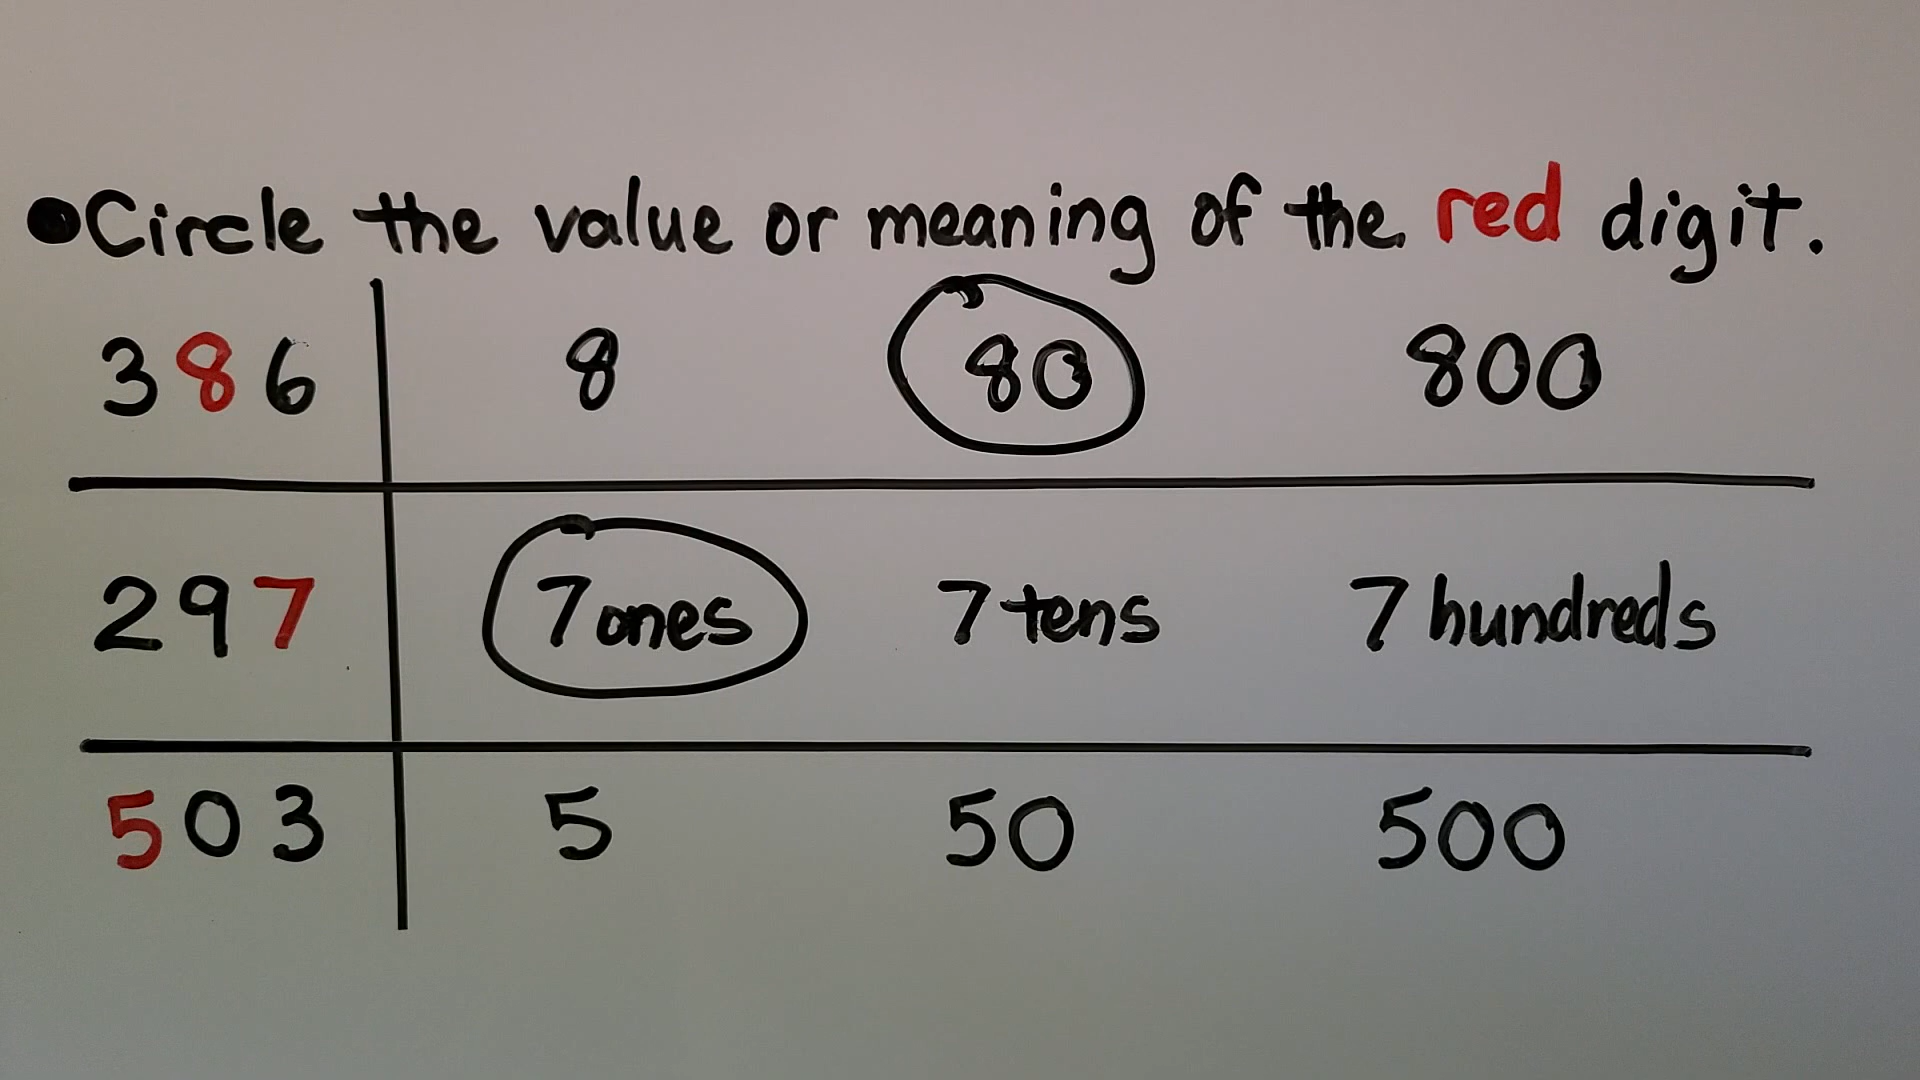 ●Circle the value or meaning of the red digit.
386 8 80 800
297 7 ones 7 tens 7 hundreds
503 5 50 500